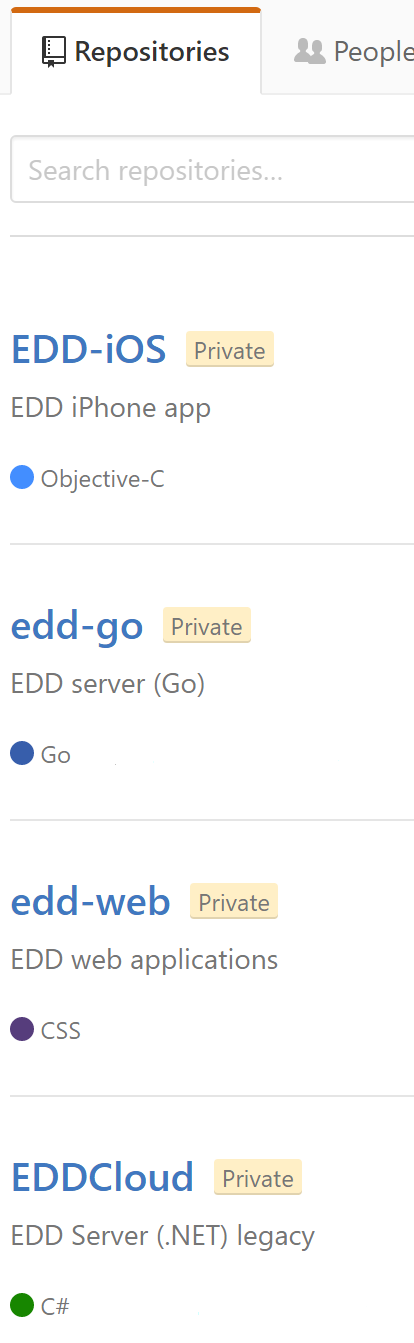 Repositories People
Search repositories...
EDD-iOS Private
EDD iPhone app
Objective-C
edd-go Private
EDD server (Go)
Go
edd-web Private
EDD web applications
CSS
EDDCloud Private
EDD Server (.NET) legacy
C#